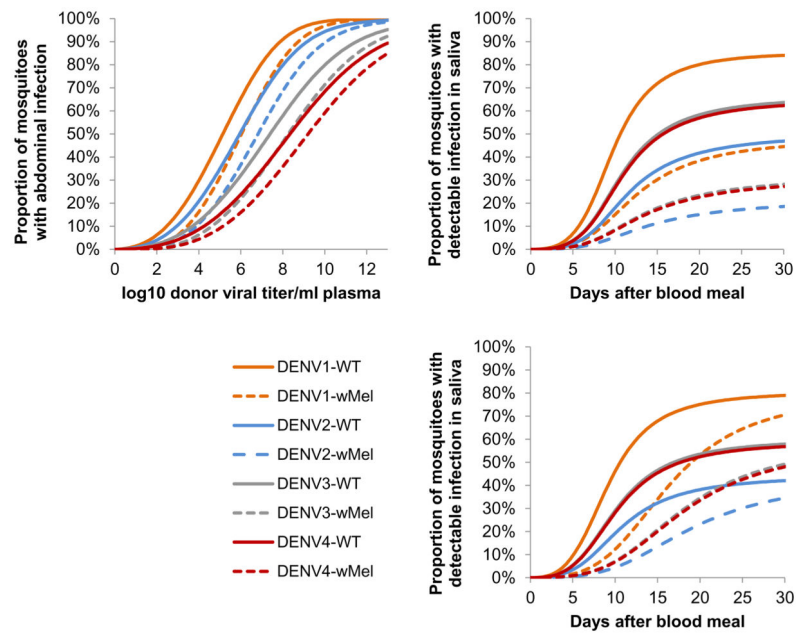 Proportion of mosquitoes
with abdominal infection
100%
90%
80%
70%
60%
50%
40%
30%
20%
10%
0%
0 2 4 6 8 10 12
log10 donor viral titer/ml plasma
Proportion of mosquitoes with
detectable infection in saliva
100%
90%
80%
70%
60%
50%
40%
30%
20%
10%
0%
0 5 10 15 20 25 30
Days after blood meal
DENV1-WT
DENV1-wMel
DENV2-WT
DENV2-wMel
DENV3-WT
DENV3-wMel
DENV4-WT
DENV4-wMel
Proportion of mosquitoes with
detectable infection in saliva
100%
90%
80%
70%
60%
50%
40%
30%
20%
10%
0%
0 5 10 15 20 25 30
Days after blood meal